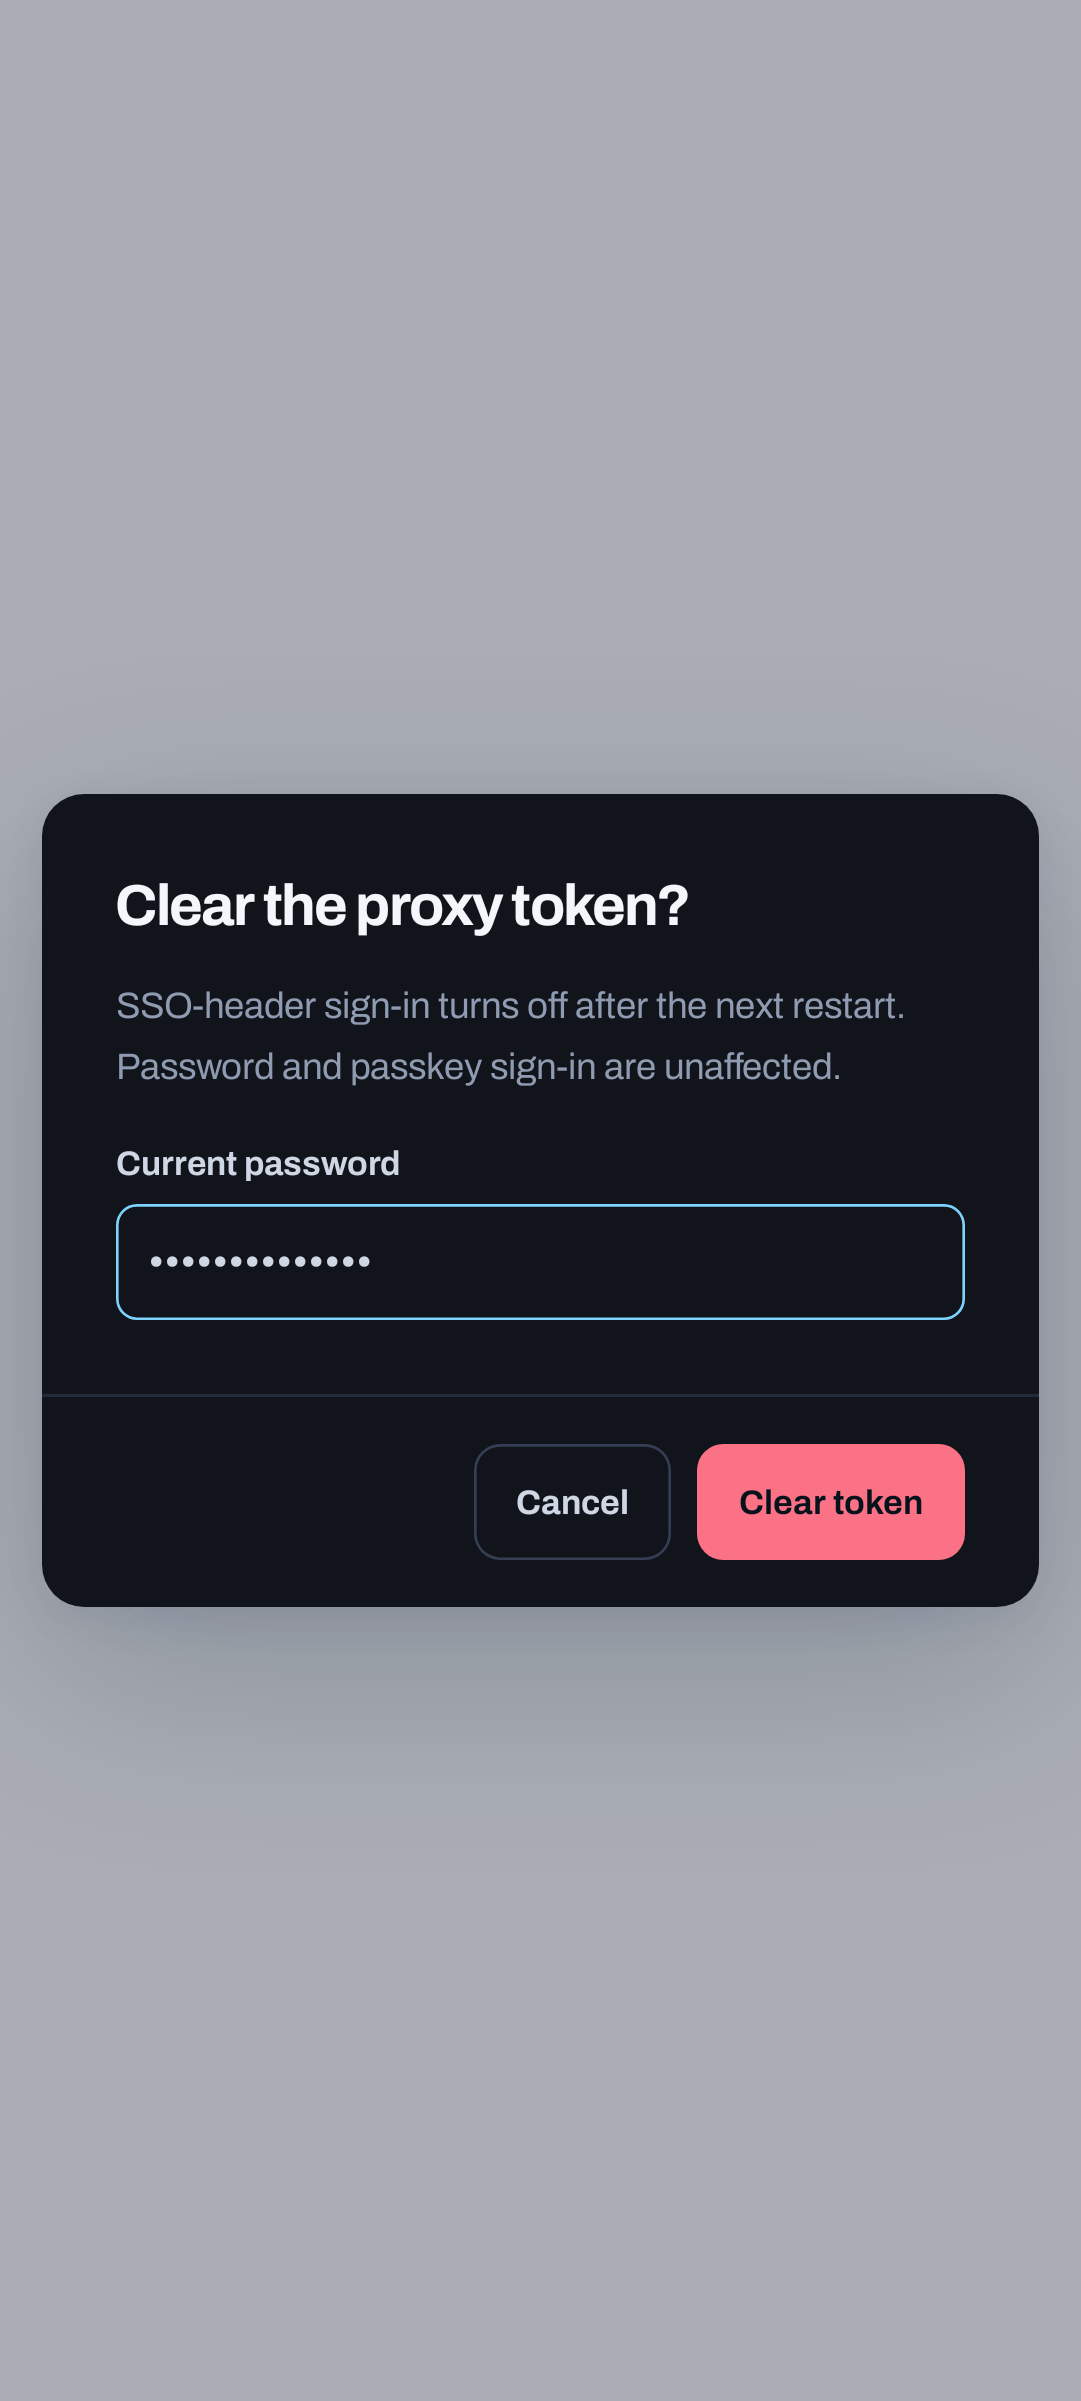 Clear the proxy token?
SSO-header sign-in turns off after the next restart.
Password and passkey sign-in are unaffected.
Current password
••••••••••••••
Cancel
Clear token